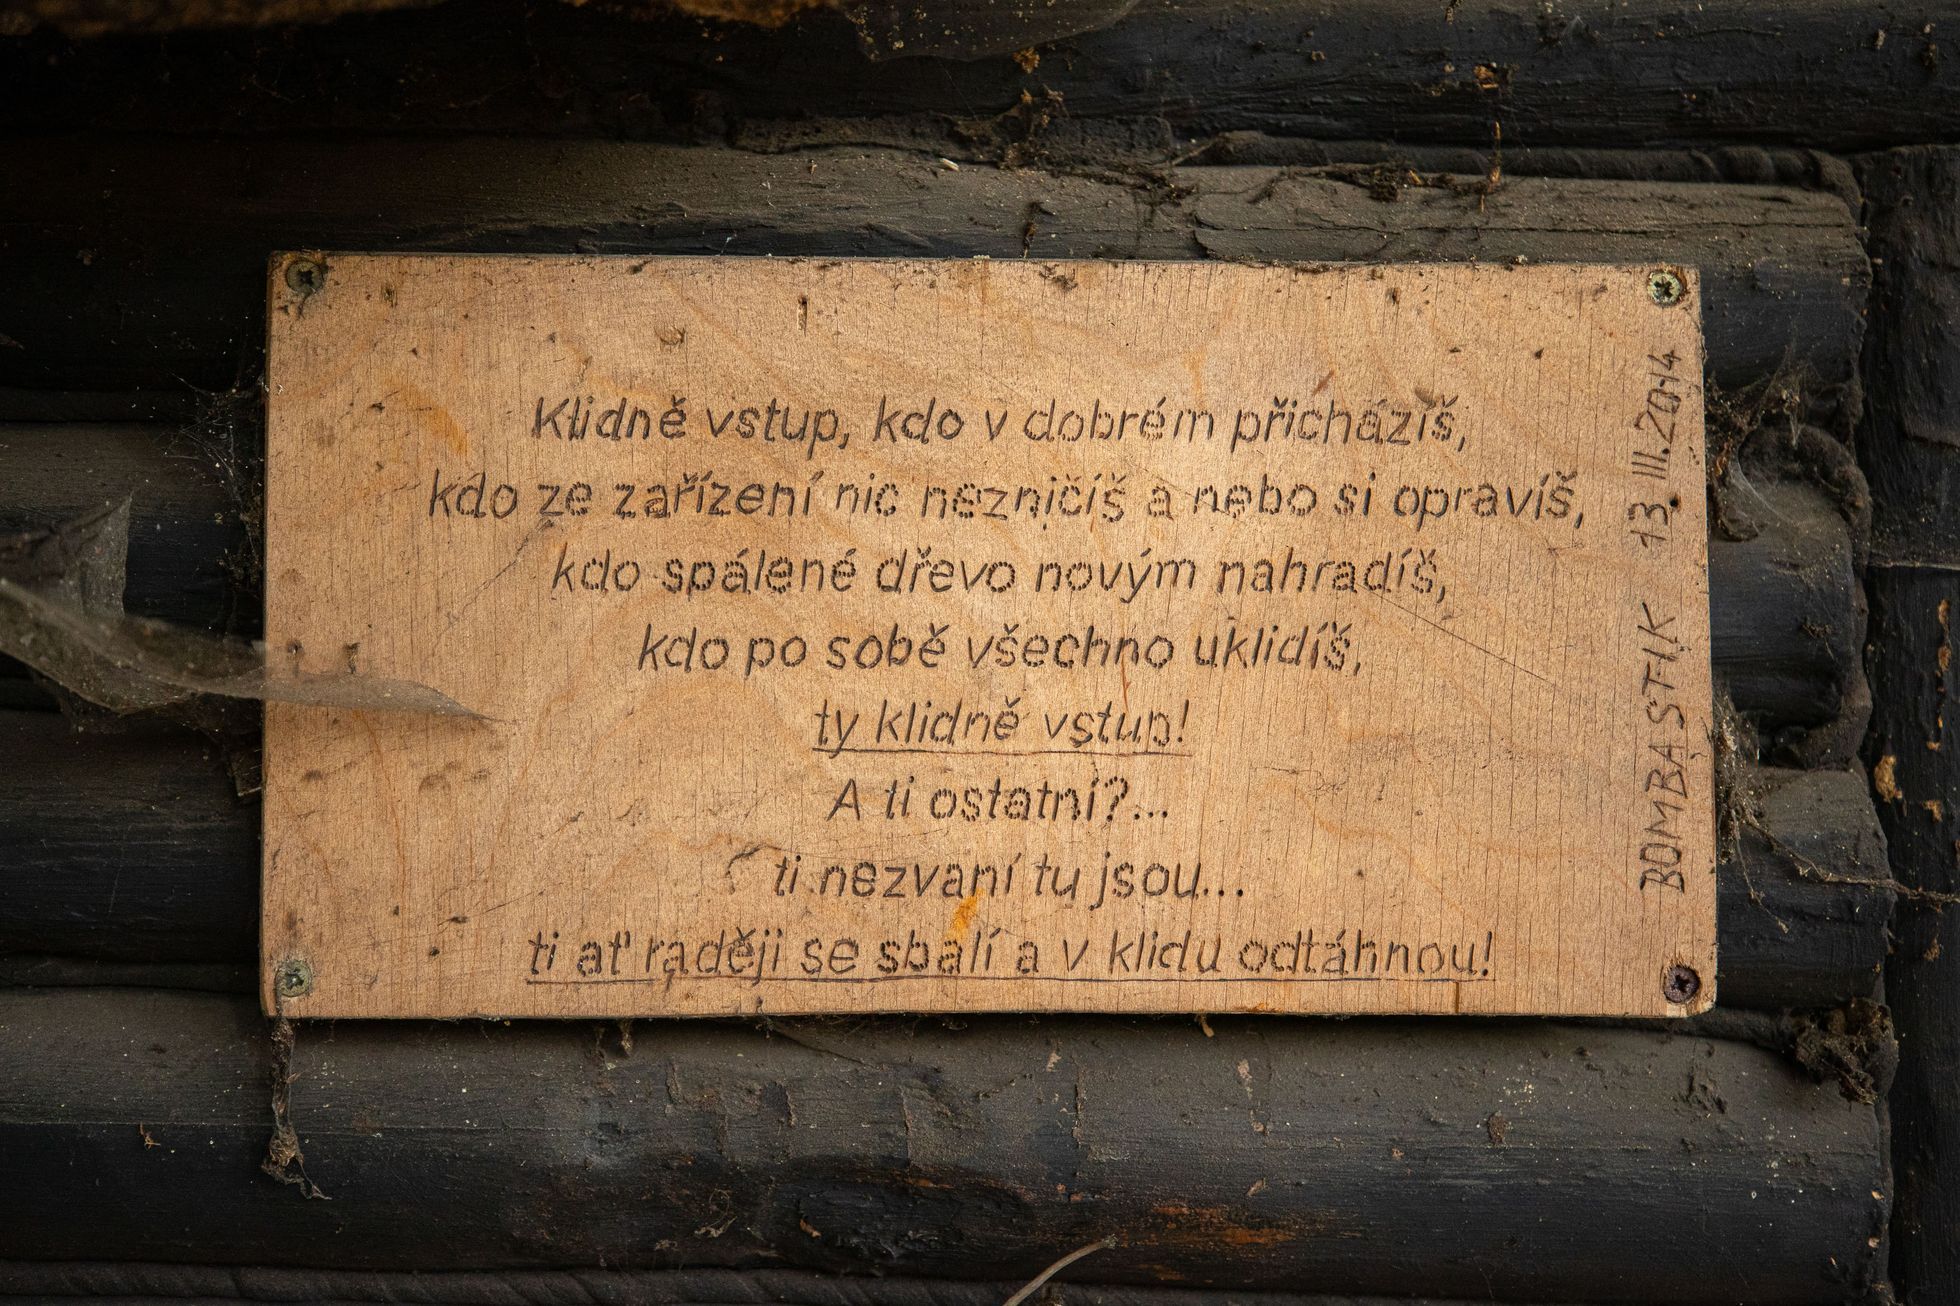 Klidně vstup, kdo v dobrém přicházíš,
kdo ze zařízení nic nezničíš a nebo si opravíš,
kdo spálené dřevo novým nahradíš,
kdo po sobě všechno uklidíš,
ty klidně vstup!
A ti ostatní?...
ti nezvaní tu jsou...
ti ať raději se sbalí a v klidu odtáhnou!
BOMBASTIK 13 III.2014